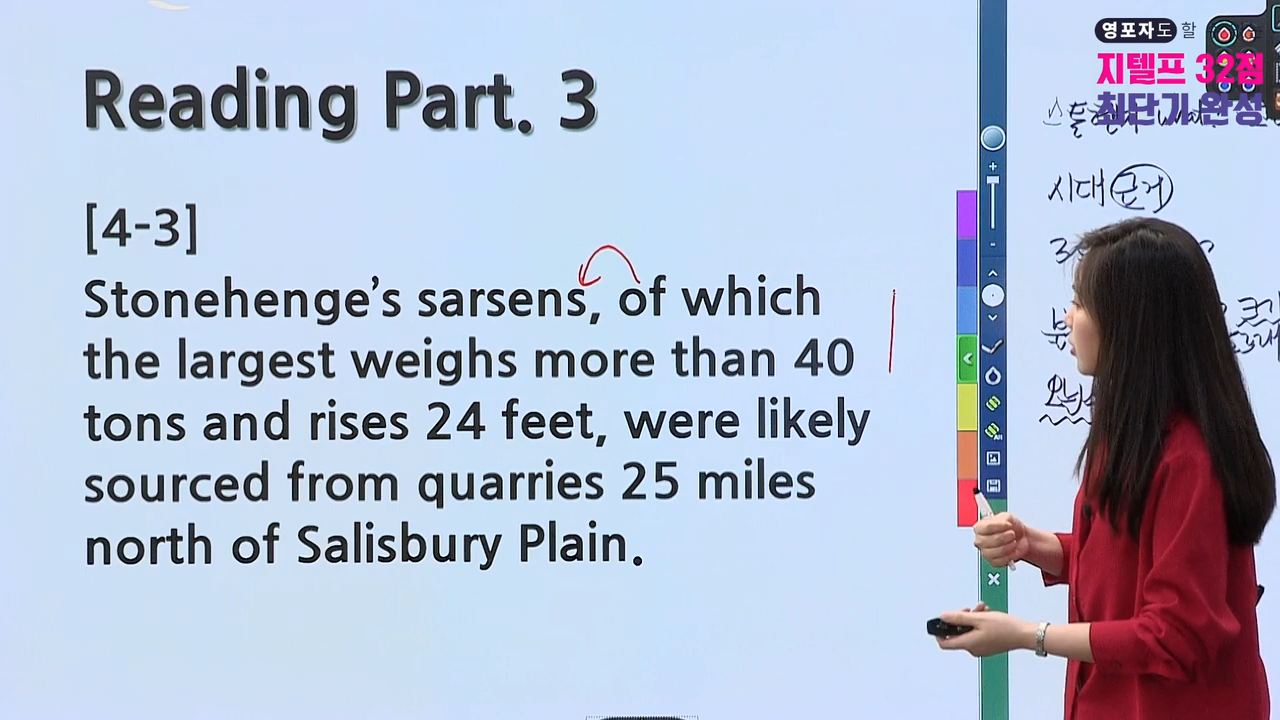 영포자도 할
지텔프 32점
최단기 완성
Reading Part. 3
[4-3]
Stonehenge’s sarsens, of which
the largest weighs more than 40
tons and rises 24 feet, were likely
sourced from quarries 25 miles
north of Salisbury Plain.
시대 근거